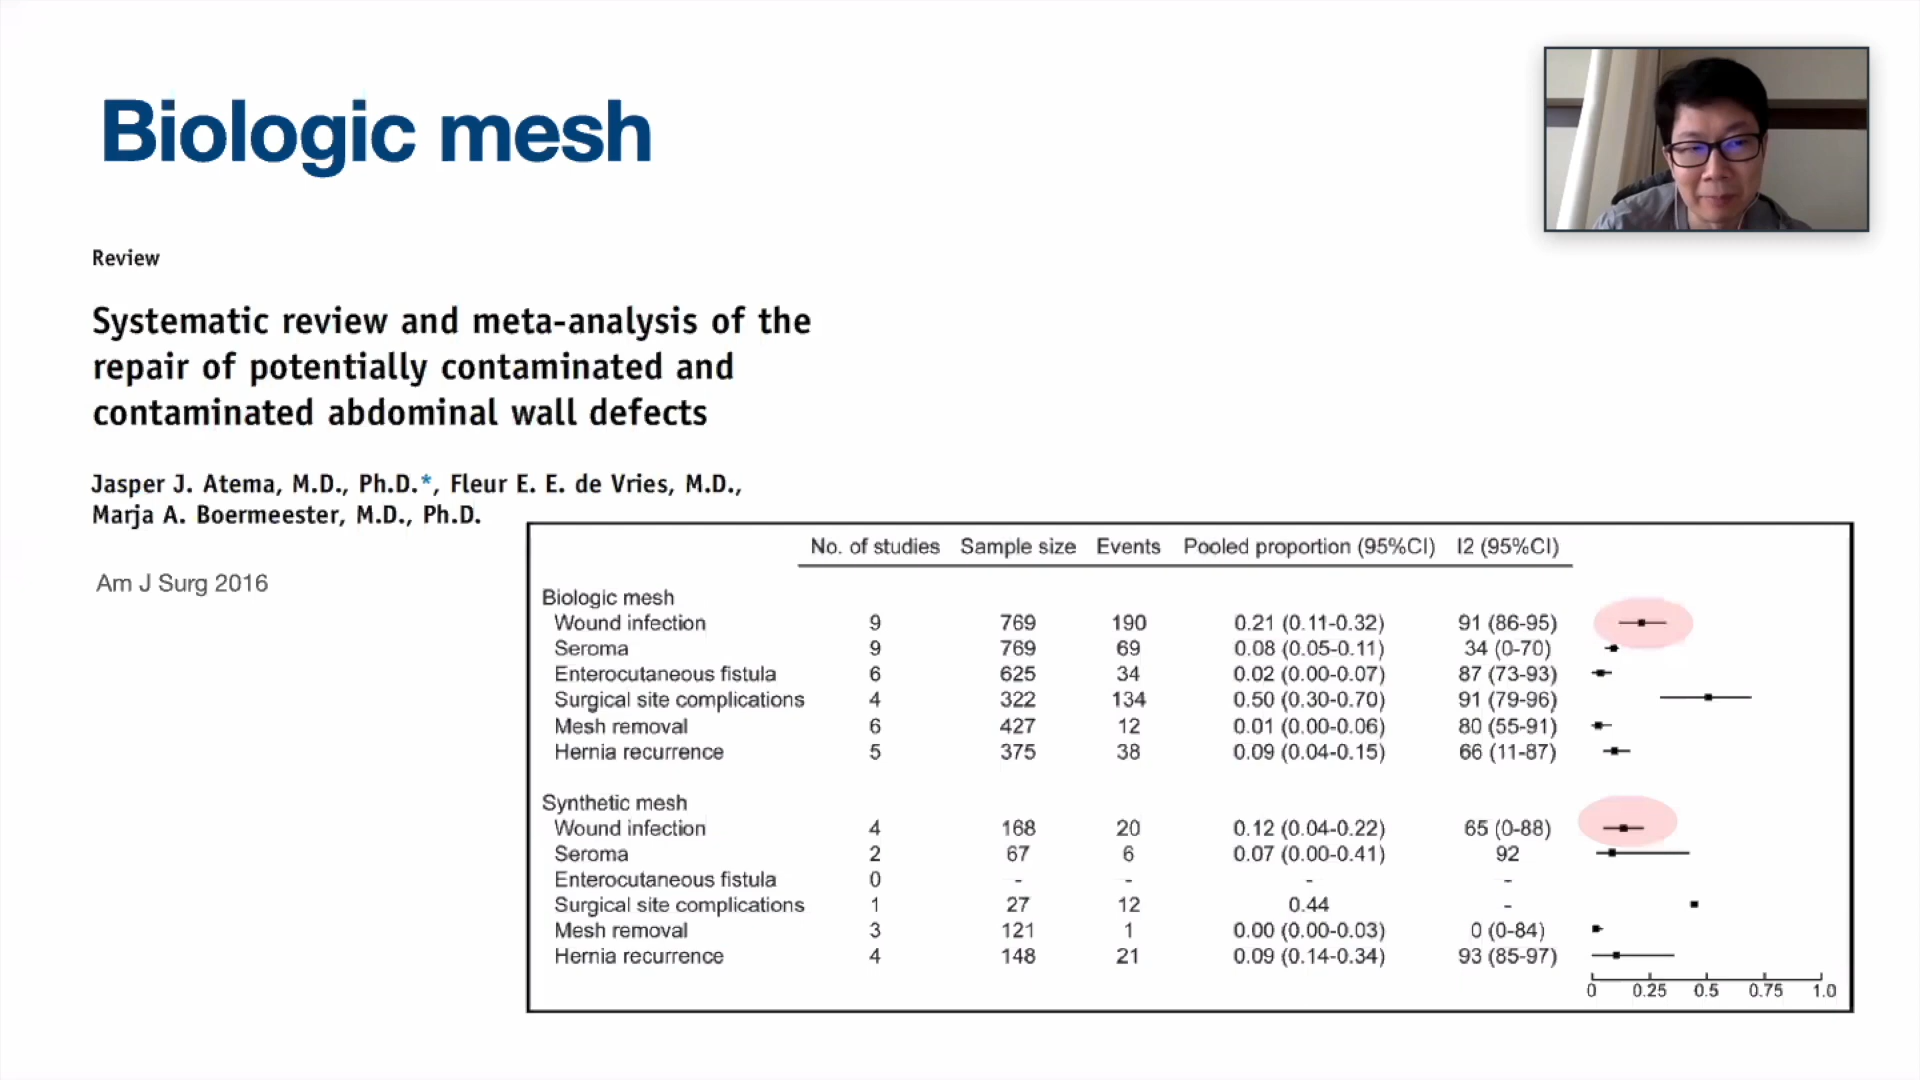 Biologic mesh
Review
Systematic review and meta-analysis of the
repair of potentially contaminated and
contaminated abdominal wall defects
Jasper J. Atema, M.D., Ph.D.*, Fleur E. E. de Vries, M.D.,
Marja A. Boermeester, M.D., Ph.D.
Am J Surg 2016
No. of studies Sample size Events Pooled proportion (95%CI) I2 (95%CI)
Biologic mesh
Wound infection 9 769 190 0.21 (0.11-0.32) 91 (86-95)
Seroma 9 769 69 0.08 (0.05-0.11) 34 (0-70)
Enterocutaneous fistula 6 625 34 0.02 (0.00-0.07) 87 (73-93)
Surgical site complications 4 322 134 0.50 (0.30-0.70) 91 (79-96)
Mesh removal 6 427 12 0.01 (0.00-0.06) 80 (55-91)
Hernia recurrence 5 375 38 0.09 (0.04-0.15) 66 (11-87)
Synthetic mesh
Wound infection 4 168 20 0.12 (0.04-0.22) 65 (0-88)
Seroma 2 67 6 0.07 (0.00-0.41) 92
Enterocutaneous fistula 0 - - - -
Surgical site complications 1 27 12 0.44 -
Mesh removal 3 121 1 0.00 (0.00-0.03) 0 (0-84)
Hernia recurrence 4 148 21 0.09 (0.14-0.34) 93 (85-97)
0 0.25 0.5 0.75 1.0